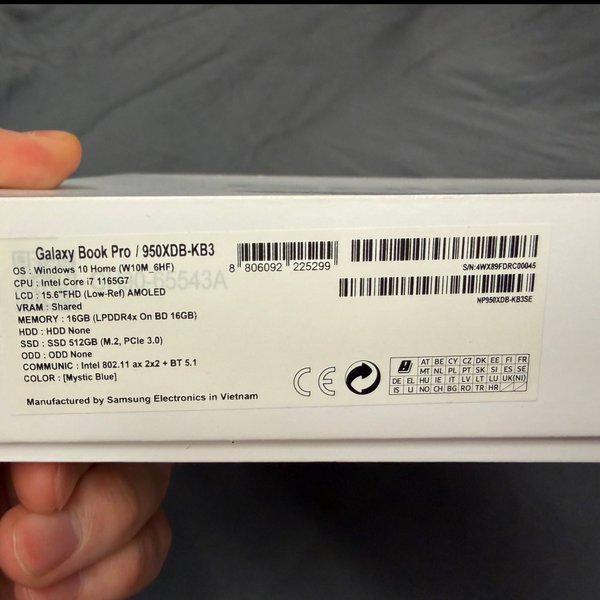 Galaxy Book Pro / 950XDB-KB3
OS : Windows 10 Home (W10M_6HF)
CPU : Intel Core i7 1165G7
LCD : 15.6"FHD (Low-Ref) AMOLED
VRAM : Shared
MEMORY : 16GB (LPDDR4x On BD 16GB)
HDD : HDD None
SSD : SSD 512GB (M.2, PCIe 3.0)
ODD : ODD None
COMMUNIC : Intel 802.11 ax 2x2 + BT 5.1
COLOR : [Mystic Blue]
Manufactured by Samsung Electronics in Vietnam
8 806092 225299
S/N:4WX89FDRC00045
NP950XDB-KB3SE
CE
AT BE CY CZ DK EE FI FR
MT NL PL PT SK SI ES SE
DE EL HU IE IT LV LT LU UK(NI)
IS LI NO CH BG RO TR HR